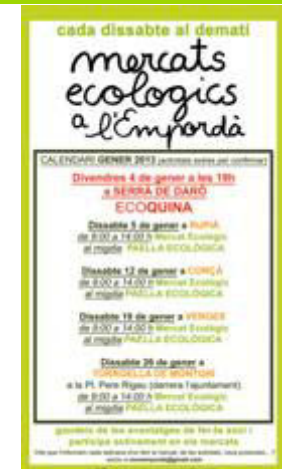 cada dissabte al dematí
mercats
ecològics
a l'Empordà
CALENDARI GENER 2013
Divendres 4 de gener a les 19h
a SERRA DE DARÓ
ECOQUINA
Dissabte 5 de gener a RUPIÀ
de 9:00 a 14:00 h Mercat Ecològic
al migdia PAELLA ECOLÒGICA
Dissabte 12 de gener a CORÇÀ
de 9:00 a 14:00 h Mercat Ecològic
al migdia PAELLA ECOLÒGICA
Dissabte 19 de gener a VERGES
de 9:00 a 14:00 h Mercat Ecològic
al migdia PAELLA ECOLÒGICA
Dissabte 26 de gener a
TORROELLA DE MONTGRÍ
a la Pl. Pere Rigau (darrera l'ajuntament)
de 9:00 a 14:00 h Mercat Ecològic
al migdia PAELLA ECOLÒGICA
gaudeix de les avantatges de fer-te soci i
participa activament en els mercats